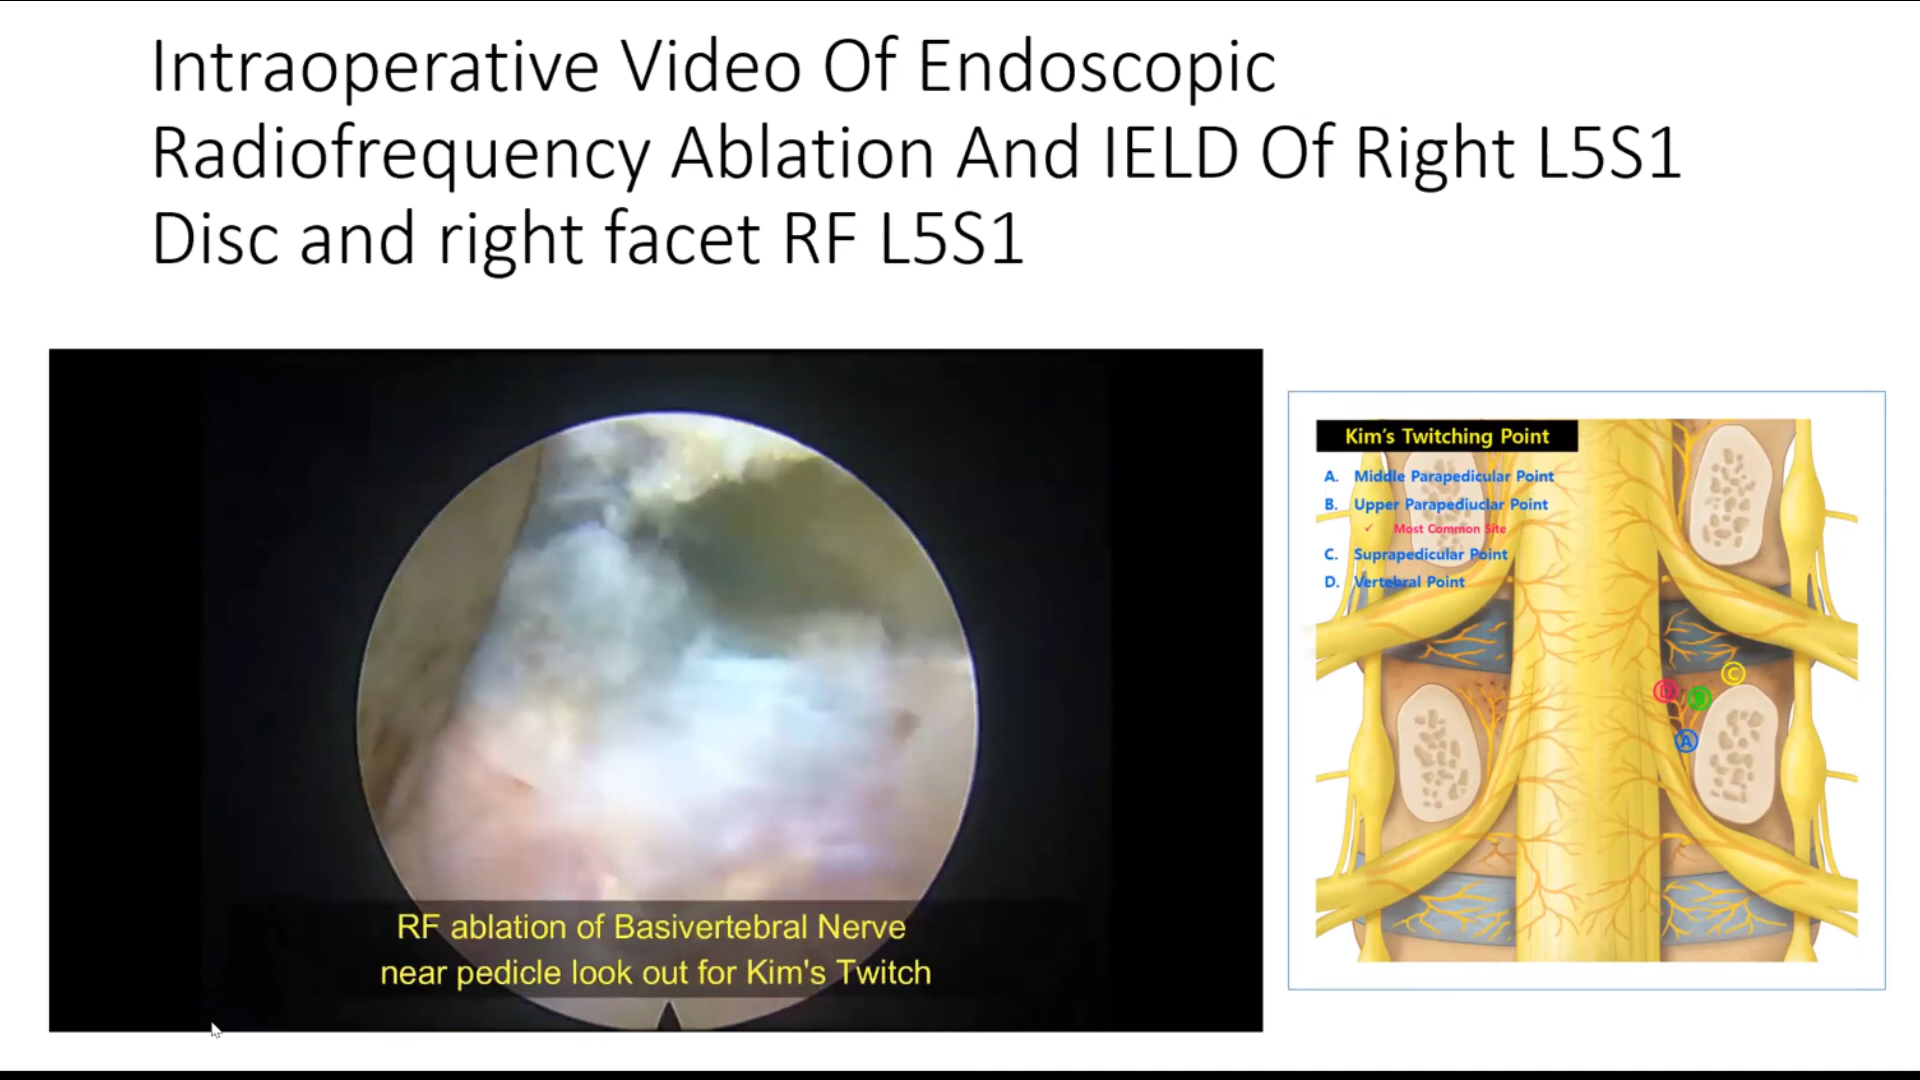 Intraoperative Video Of Endoscopic
Radiofrequency Ablation And IELD Of Right L5S1
Disc and right facet RF L5S1
RF ablation of Basivertebral Nerve
near pedicle look out for Kim's Twitch
Kim's Twitching Point
A. Middle Parapedicular Point
B. Upper Parapediuclar Point
✓ Most Common Site
C. Suprapedicular Point
D. Vertebral Point
C
D B
A